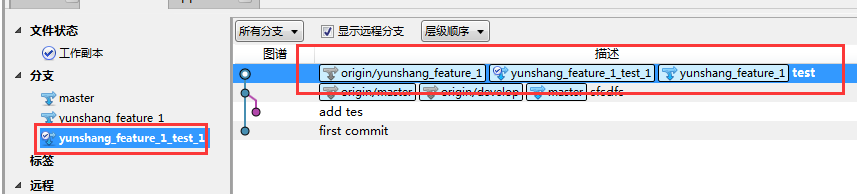 文件状态
工作副本
分支
master
yunshang_feature_1
yunshang_feature_1_test_1
标签
远程
所有分支 显示远程分支 层级顺序
图谱 描述
origin/yunshang_feature_1 yunshang_feature_1_test_1 yunshang_feature_1 test
origin/master origin/develop master sfsdfs
add tes
first commit